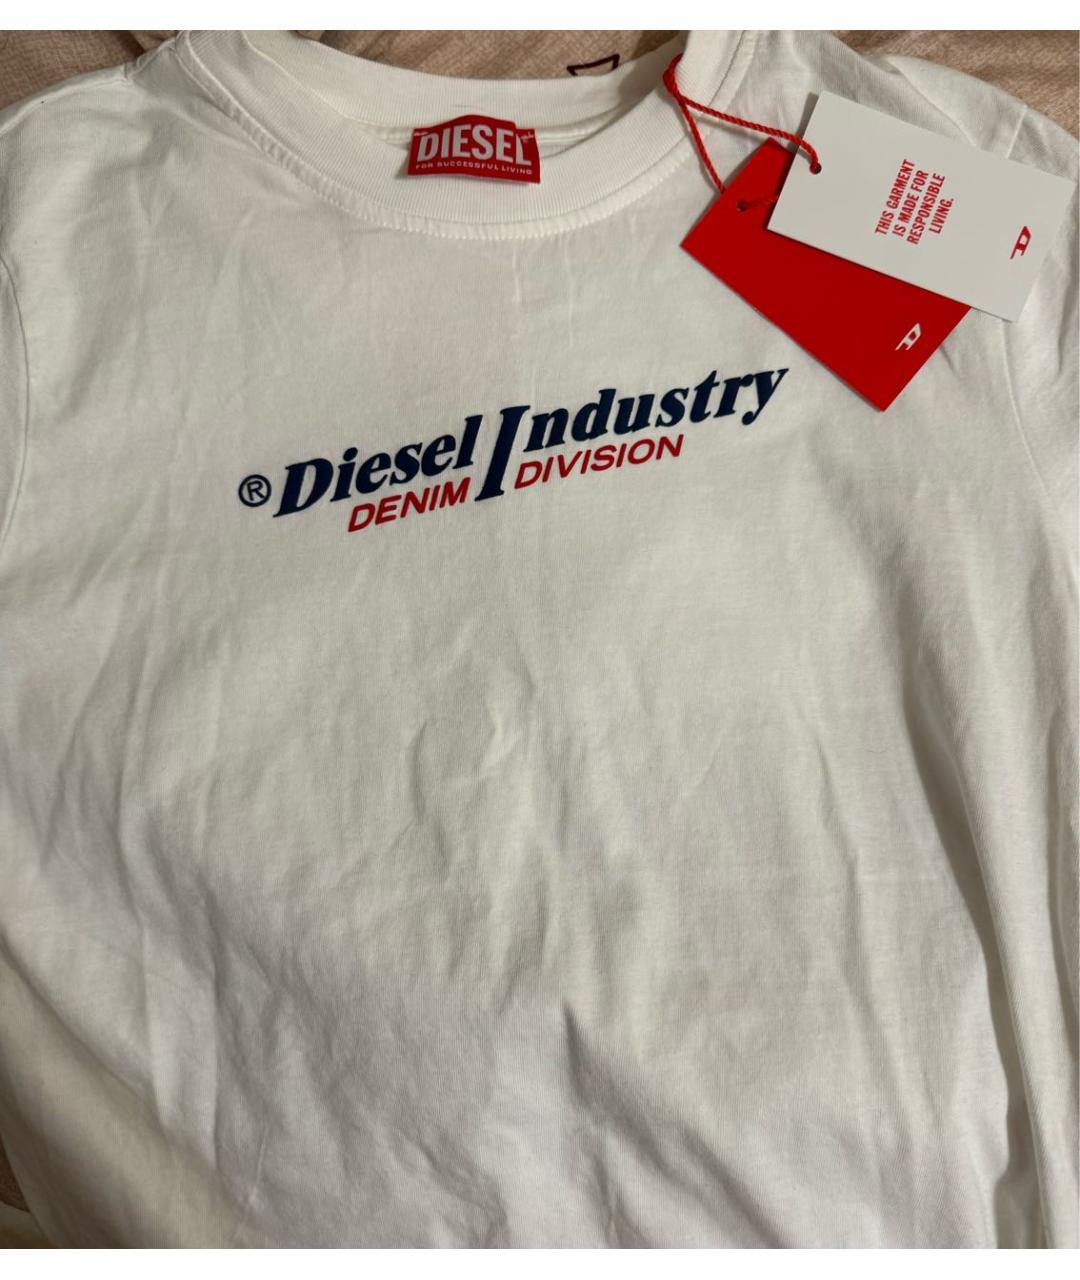 DIESEL
FOR SUCCESSFUL LIVING
THIS GARMENT
IS MADE FOR
RESPONSIBLE
LIVING.
®Diesel Industry
DENIM DIVISION